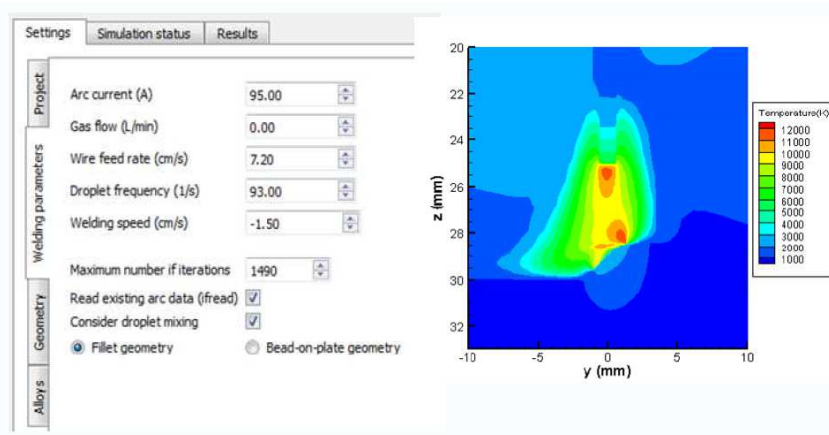 Settings Simulation status Results
Project
Welding parameters
Geometry
Alloys
Arc current (A) 95.00
Gas flow (L/min) 0.00
Wire feed rate (cm/s) 7.20
Droplet frequency (1/s) 93.00
Welding speed (cm/s) -1.50
Maximum number if iterations 1490
Read existing arc data (ifread)
Consider droplet mixing
Fillet geometry Bead-on-plate geometry
20
22
24
26
28
30
32
z (mm)
-10 -5 0 5 10
y (mm)
Temperature(K)
12000
11000
10000
9000
8000
7000
6000
5000
4000
3000
2000
1000